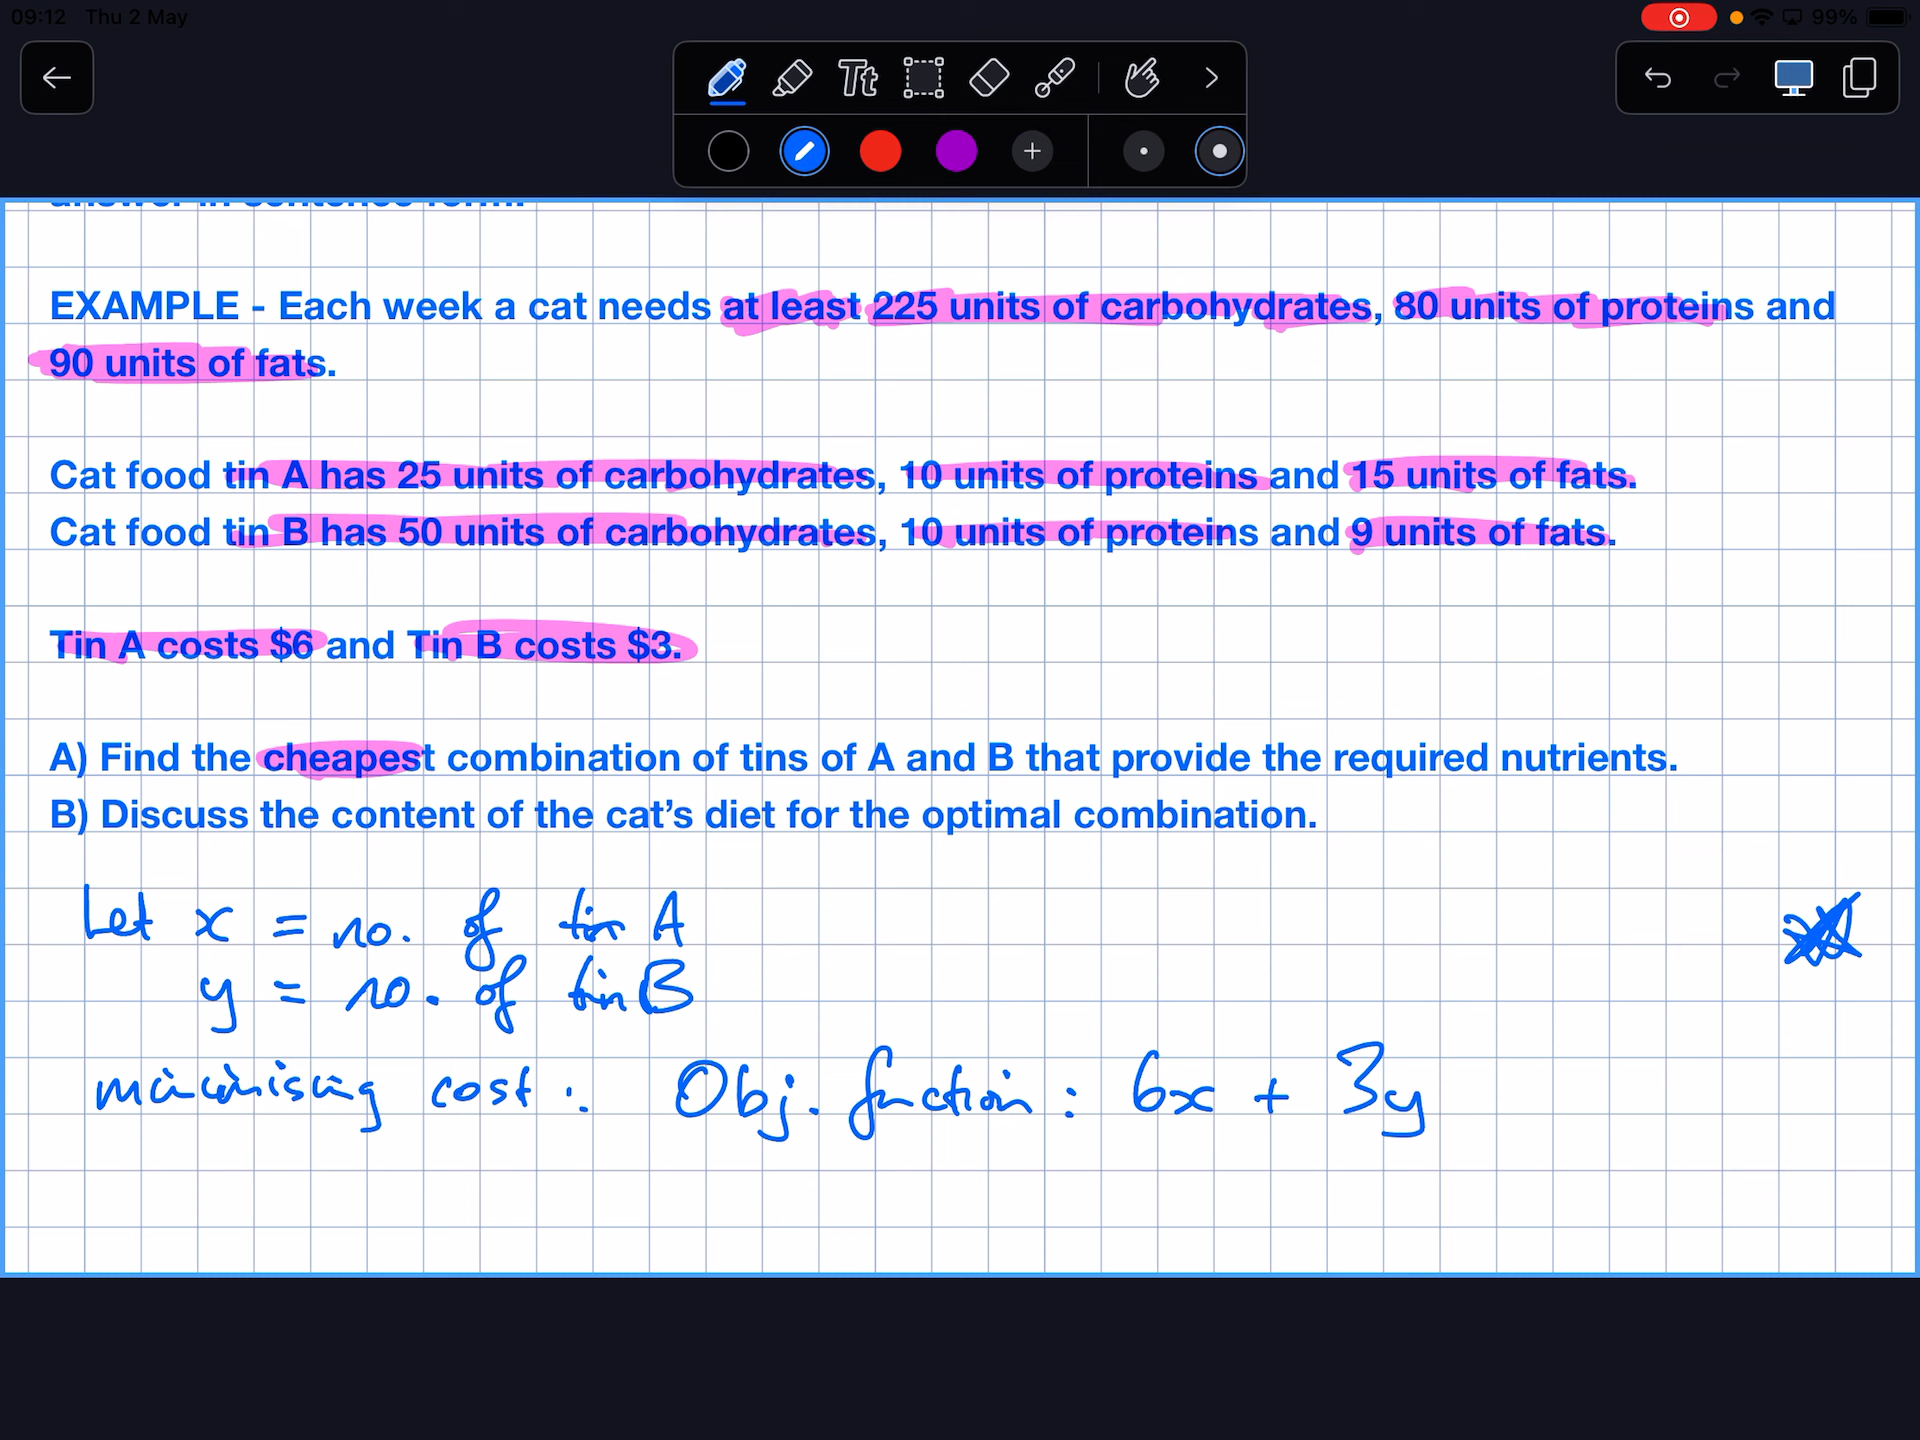 09:12 Thu 2 May
99%
Tt
answer in sentence form.
EXAMPLE - Each week a cat needs at least 225 units of carbohydrates, 80 units of proteins and
90 units of fats.
Cat food tin A has 25 units of carbohydrates, 10 units of proteins and 15 units of fats.
Cat food tin B has 50 units of carbohydrates, 10 units of proteins and 9 units of fats.
Tin A costs $6 and Tin B costs $3.
A) Find the cheapest combination of tins of A and B that provide the required nutrients.
B) Discuss the content of the cat’s diet for the optimal combination.
Let x = no. of tin A
y = no. of tin B
minimising cost ∴ Obj. function : 6x + 3y